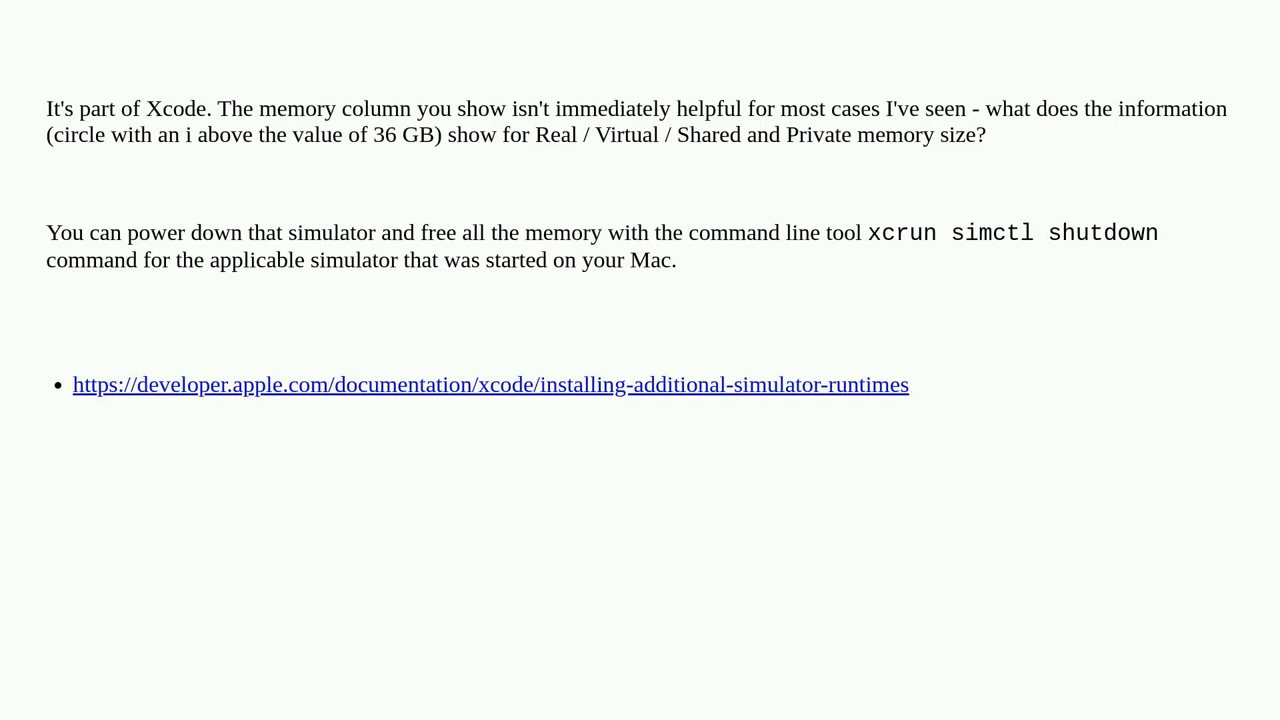 It's part of Xcode. The memory column you show isn't immediately helpful for most cases I've seen - what does the information
(circle with an i above the value of 36 GB) show for Real / Virtual / Shared and Private memory size?
You can power down that simulator and free all the memory with the command line tool xcrun simctl shutdown
command for the applicable simulator that was started on your Mac.
• https://developer.apple.com/documentation/xcode/installing-additional-simulator-runtimes